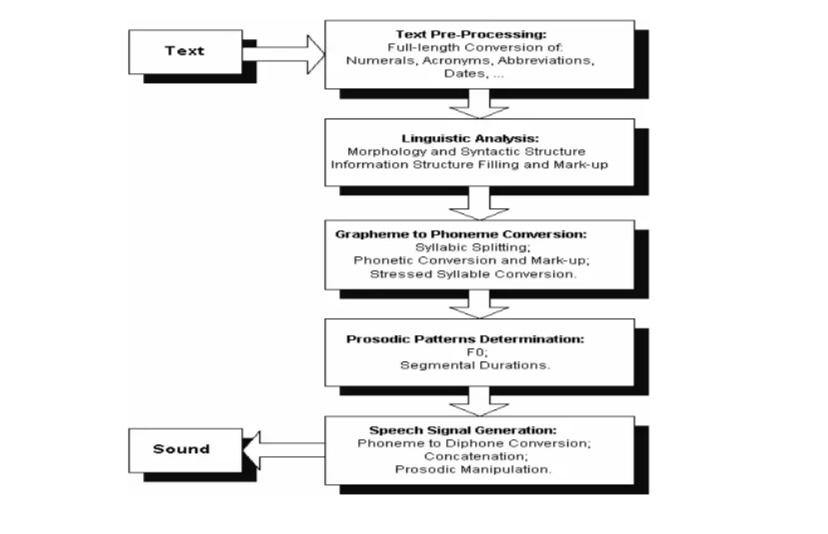 Text
Text Pre-Processing:
Full-length Conversion of:
Numerals, Acronyms, Abbreviations,
Dates, ...
Linguistic Analysis:
Morphology and Syntactic Structure
Information Structure Filling and Mark-up
Grapheme to Phoneme Conversion:
Syllabic Splitting;
Phonetic Conversion and Mark-up;
Stressed Syllable Conversion.
Prosodic Patterns Determination:
F0;
Segmental Durations.
Speech Signal Generation:
Phoneme to Diphone Conversion;
Concatenation;
Prosodic Manipulation.
Sound